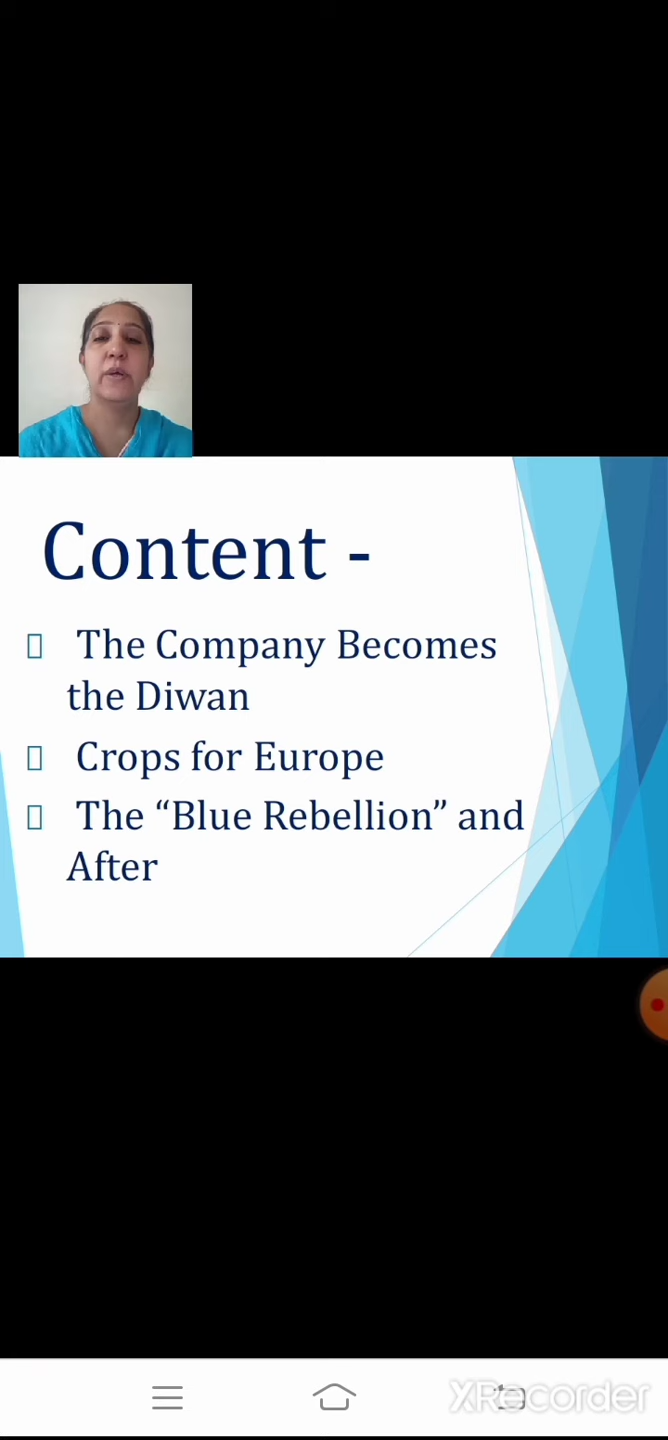 Content -
The Company Becomes
the Diwan
Crops for Europe
The “Blue Rebellion” and
After
XRecorder